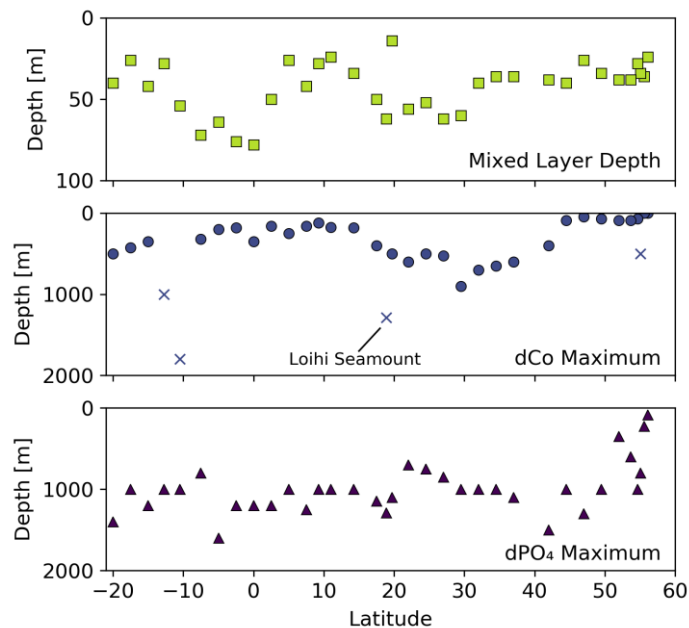 0
50
100
Depth [m]
Mixed Layer Depth
0
1000
2000
Depth [m]
Loihi Seamount
dCo Maximum
0
1000
2000
Depth [m]
dPO₄ Maximum
−20 −10 0 10 20 30 40 50 60
Latitude